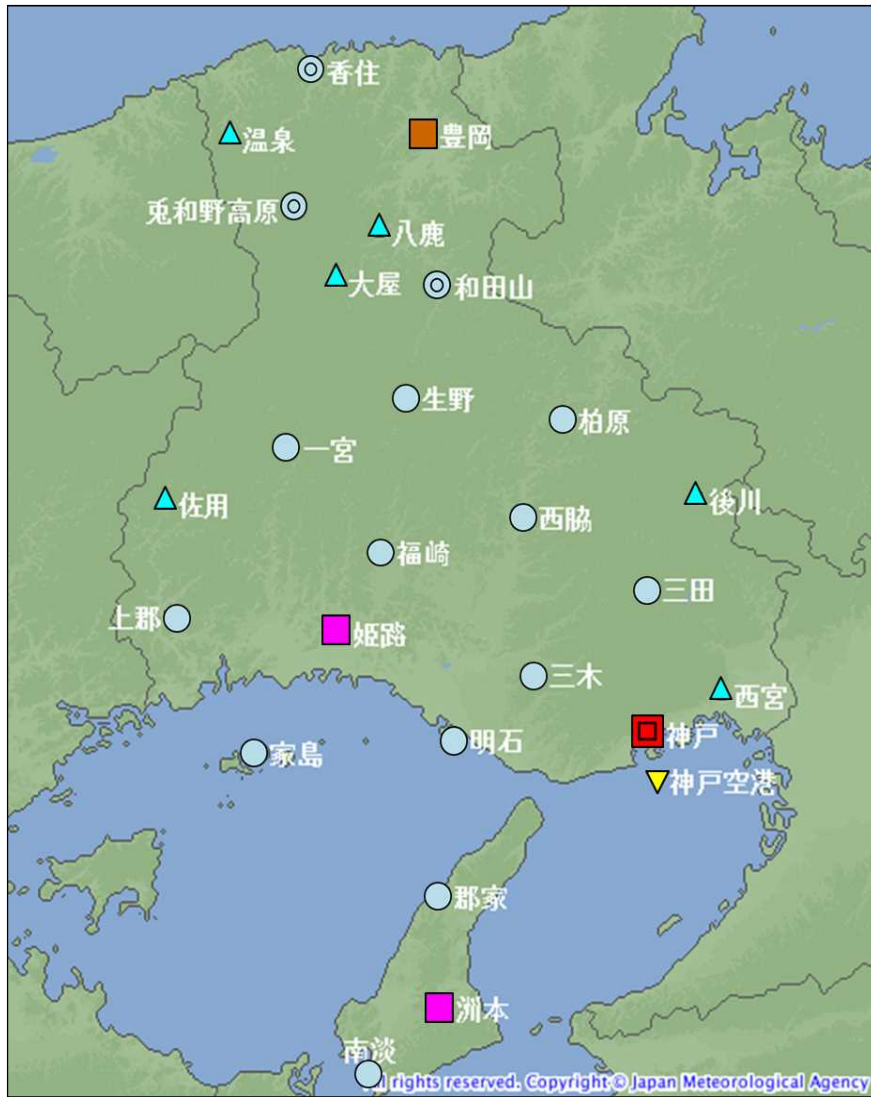 香住
温泉
豊岡
兎和野高原
八鹿
大屋
和田山
生野
柏原
一宮
佐用
西脇
後川
福崎
三田
上郡
姫路
三木
西宮
神戸
明石
家島
神戸空港
郡家
洲本
南淡
All rights reserved. Copyright © Japan Meteorological Agency